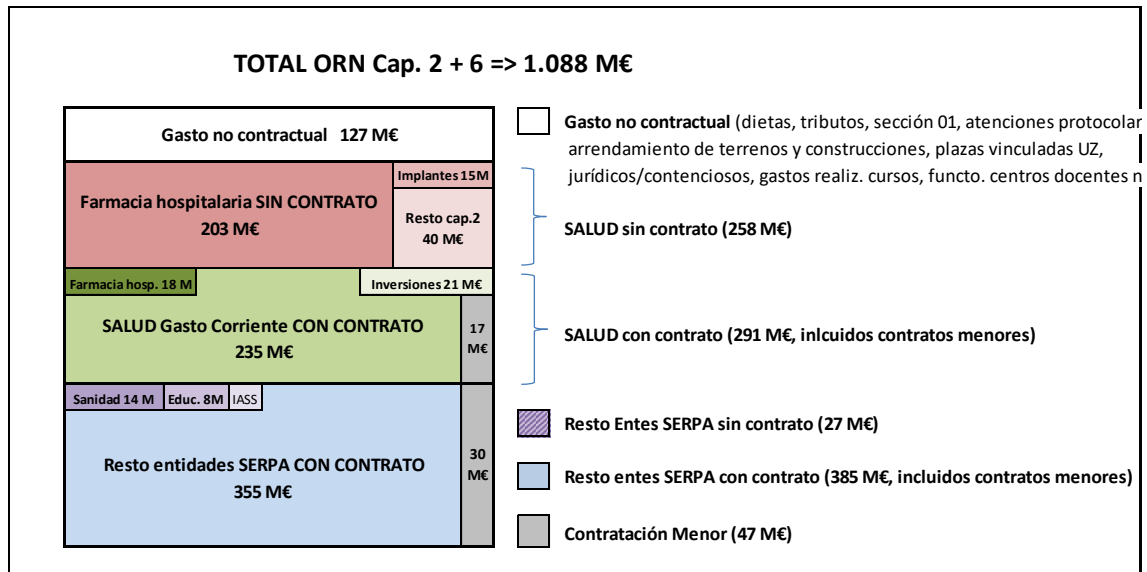 TOTAL ORN Cap. 2 + 6 => 1.088 M€
Gasto no contractual 127 M€
Farmacia hospitalaria SIN CONTRATO
203 M€
Implantes 15M
Resto cap.2
40 M€
Farmacia hosp. 18 M
Inversiones 21 M€
SALUD Gasto Corriente CON CONTRATO
235 M€
17
M€
Sanidad 14 M
Educ. 8M
IASS
Resto entidades SERPA CON CONTRATO
355 M€
30
M€
Gasto no contractual (dietas, tributos, sección 01, atenciones protocolar
arrendamiento de terrenos y construcciones, plazas vinculadas UZ,
jurídicos/contenciosos, gastos realiz. cursos, functo. centros docentes n
SALUD sin contrato (258 M€)
SALUD con contrato (291 M€, inlcuidos contratos menores)
Resto Entes SERPA sin contrato (27 M€)
Resto entes SERPA con contrato (385 M€, incluidos contratos menores)
Contratación Menor (47 M€)